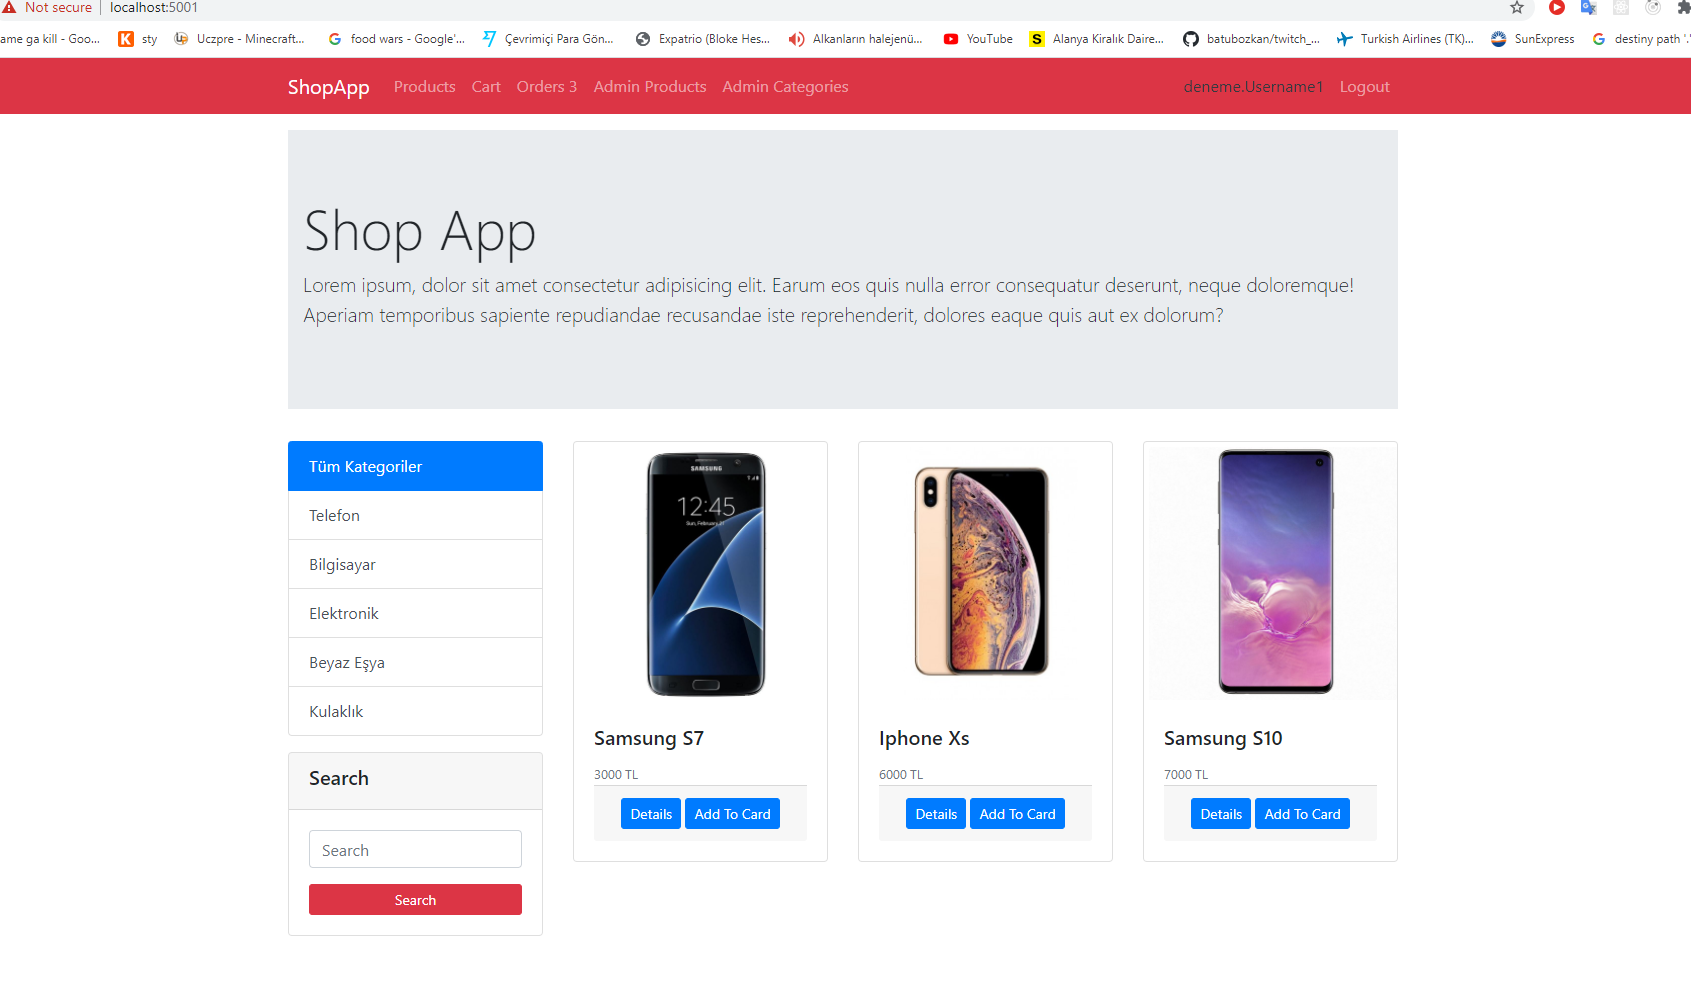 Not secure | localhost:5001
ame ga kill - Goo... sty Uczpre - Minecraft... food wars - Google'... Çevrimiçi Para Gön... Expatrio (Bloke Hes... Alkanların halejenü... YouTube Alanya Kiralık Daire... batubozkan/twitch_... Turkish Airlines (TK)... SunExpress destiny path '.'
ShopApp Products Cart Orders 3 Admin Products Admin Categories deneme.Username1 Logout
Shop App
Lorem ipsum, dolor sit amet consectetur adipisicing elit. Earum eos quis nulla error consequatur deserunt, neque doloremque!
Aperiam temporibus sapiente repudiandae recusandae iste reprehenderit, dolores eaque quis aut ex dolorum?
Tüm Kategoriler
Telefon
Bilgisayar
Elektronik
Beyaz Eşya
Kulaklık
Search
Search
Search
SAMSUNG
12:45
Samsung S7
3000 TL
Details Add To Card
Iphone Xs
6000 TL
Details Add To Card
Samsung S10
7000 TL
Details Add To Card